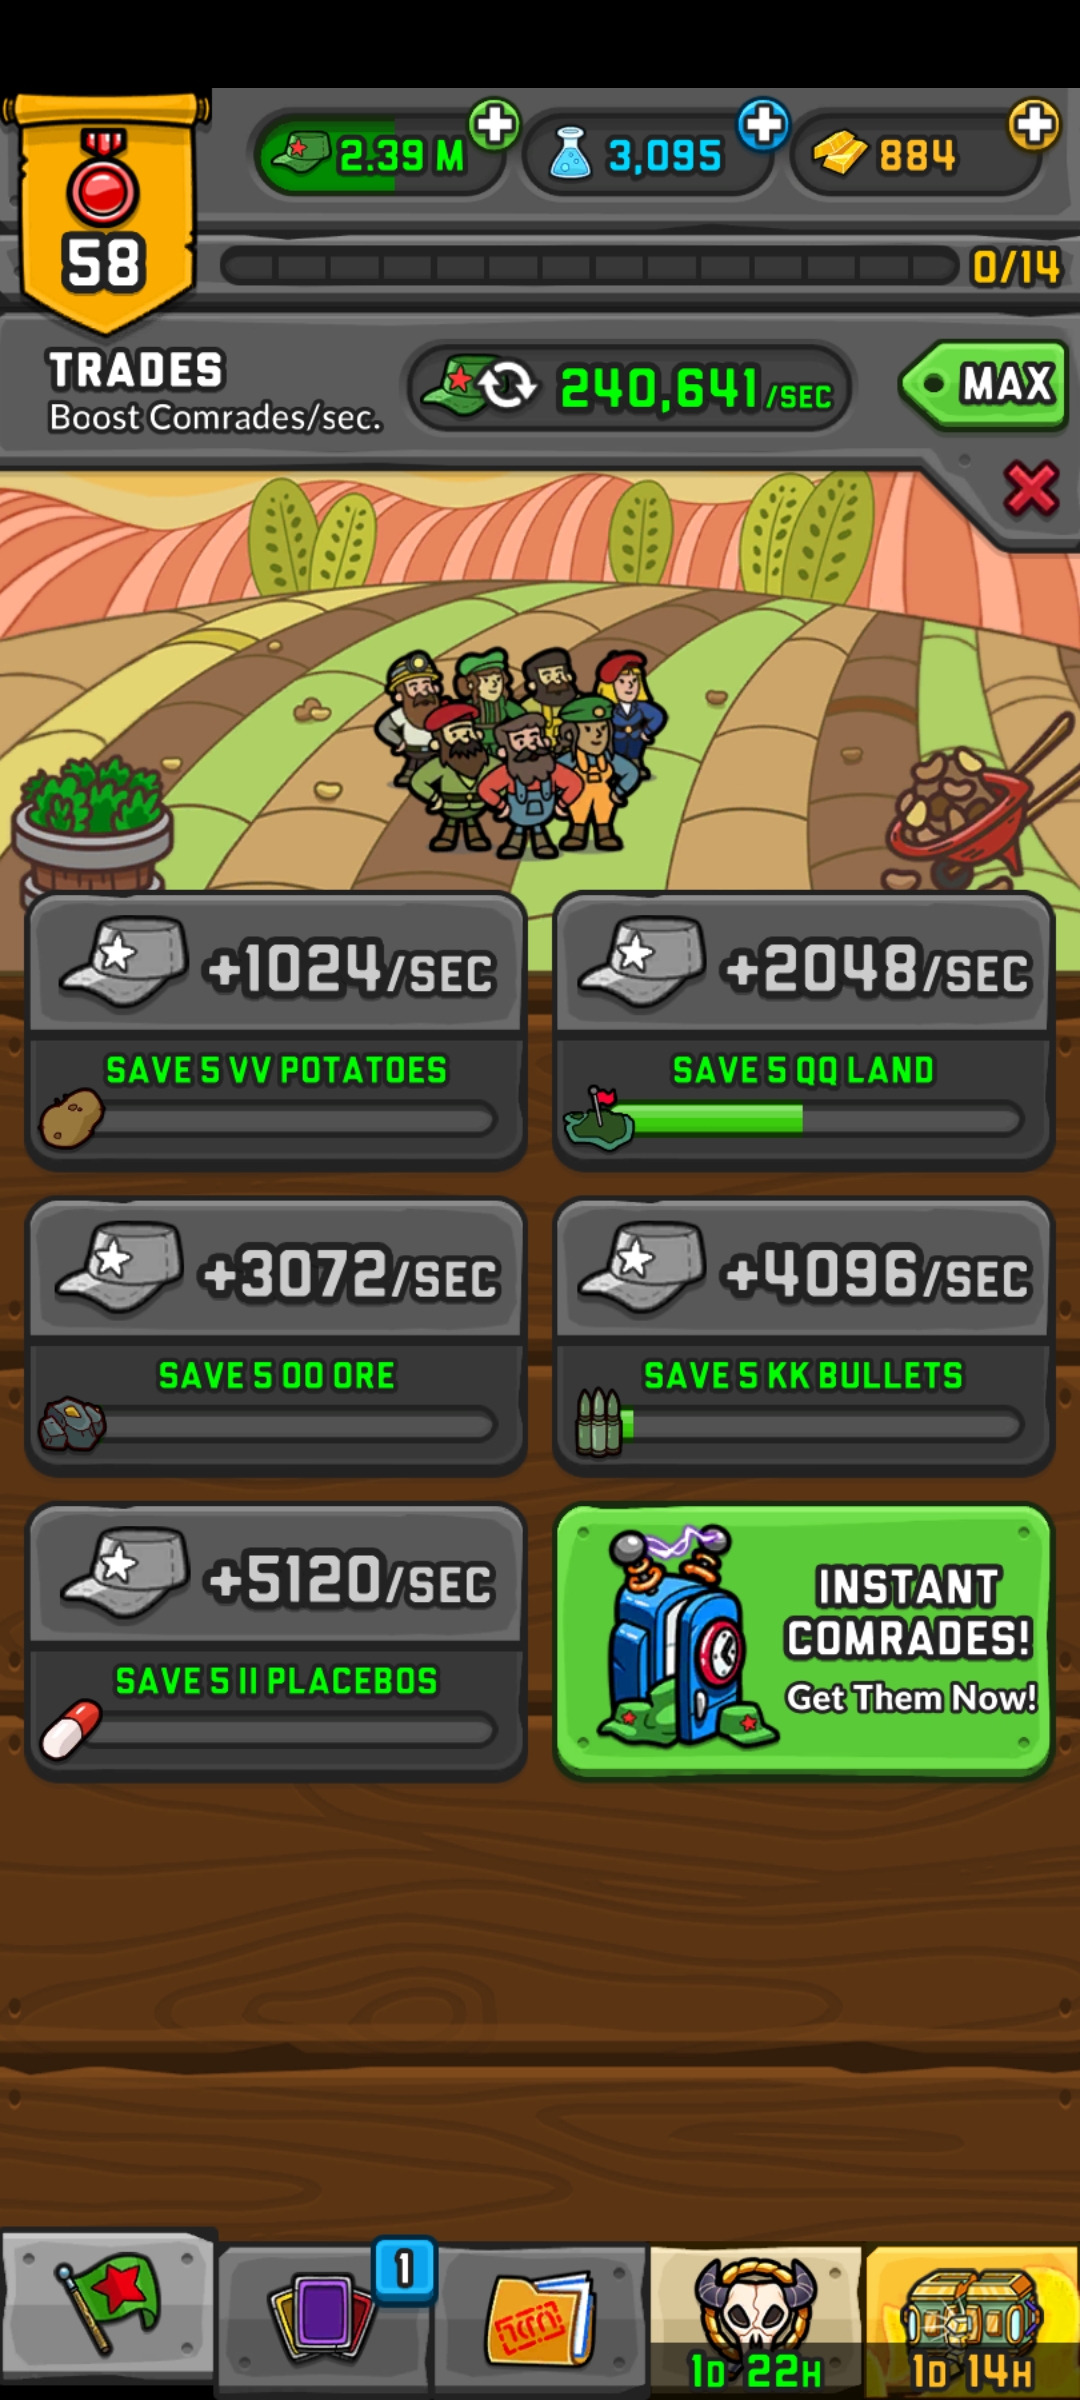 58
2.39 M
3,095
884
0/14
TRADES
Boost Comrades/sec.
240,641/SEC
MAX
+1024/SEC
SAVE 5 VV POTATOES
+2048/SEC
SAVE 5 QQ LAND
+3072/SEC
SAVE 5 OO ORE
+4096/SEC
SAVE 5 KK BULLETS
+5120/SEC
SAVE 5 II PLACEBOS
INSTANT
COMRADES!
Get Them Now!
1
1D 22H
1D 14H